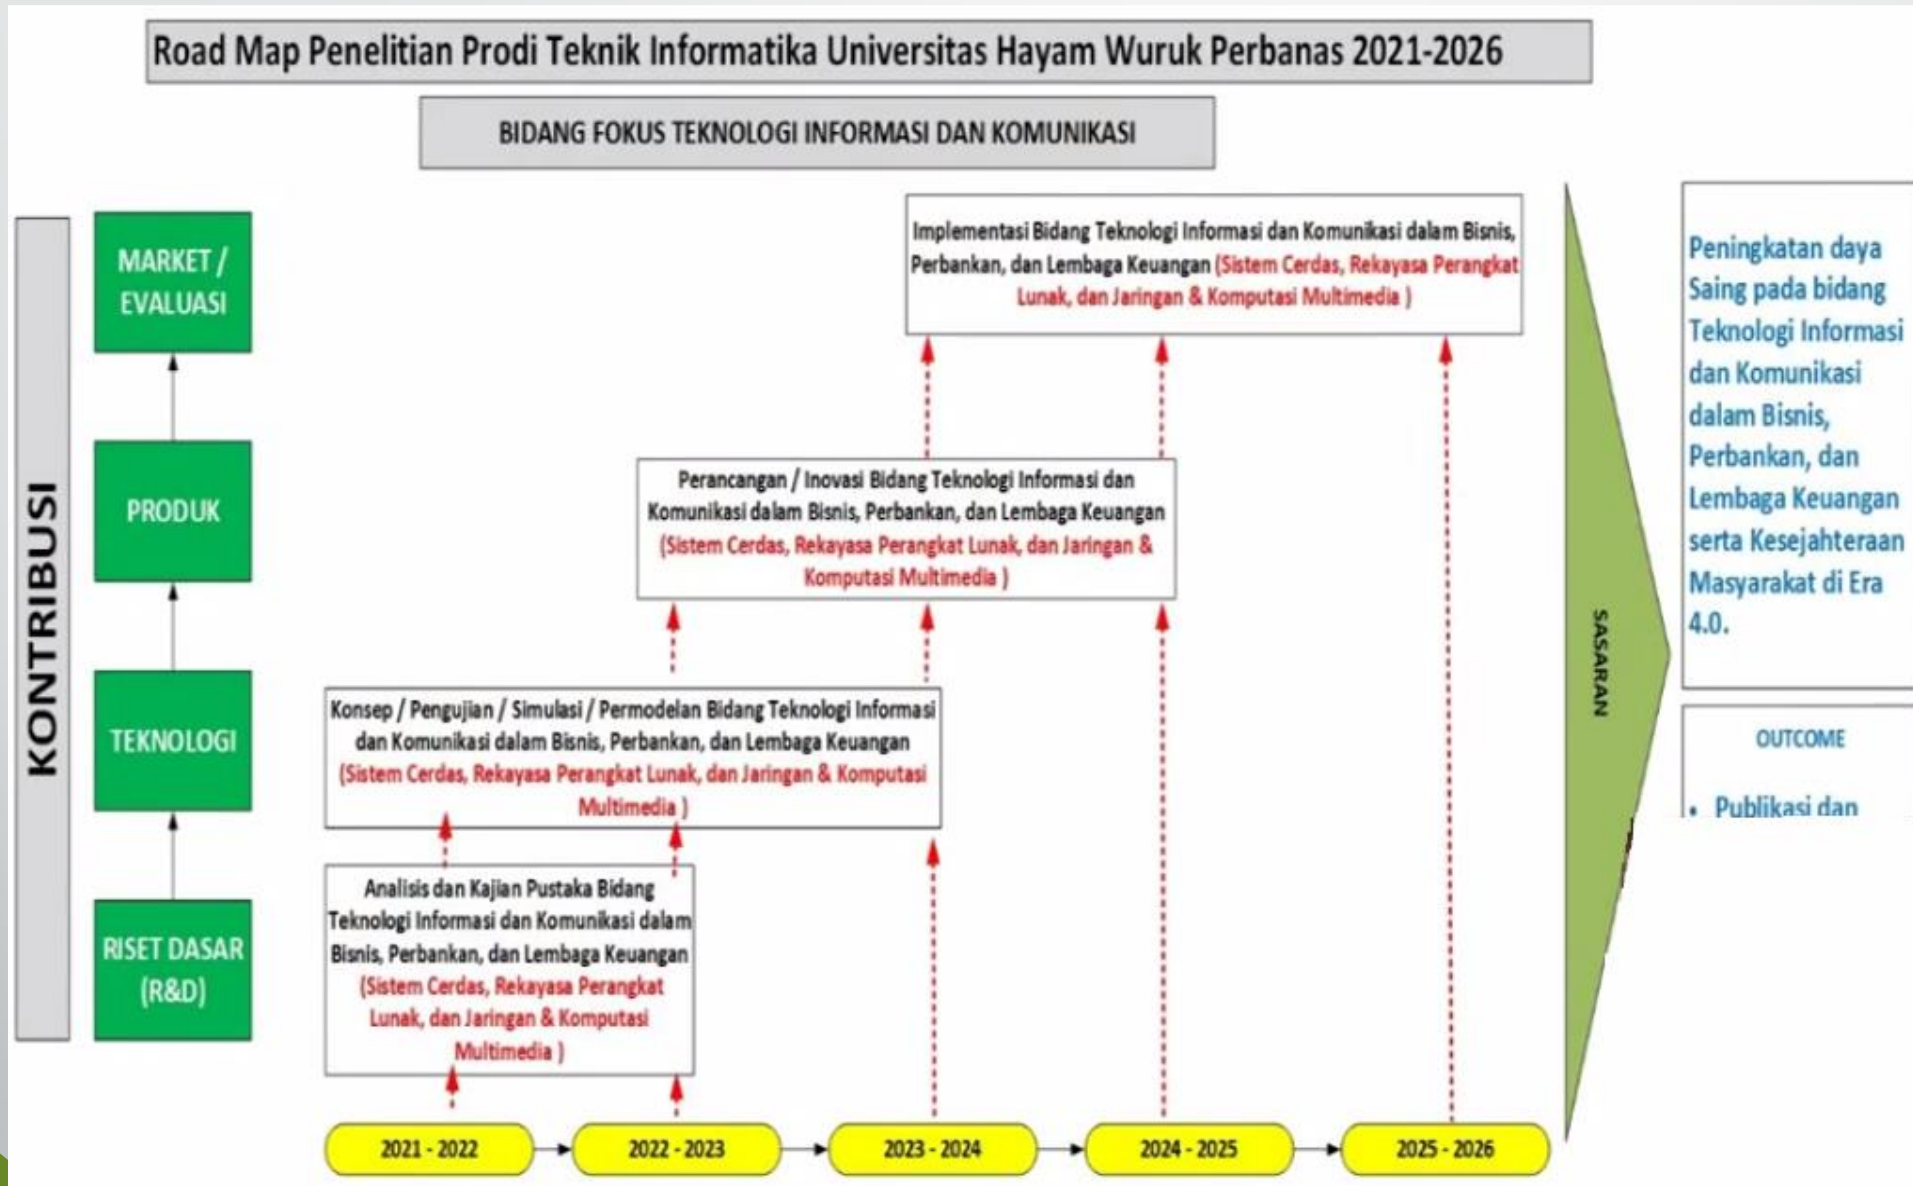 Road Map Penelitian Prodi Teknik Informatika Universitas Hayam Wuruk Perbanas 2021-2026
BIDANG FOKUS TEKNOLOGI INFORMASI DAN KOMUNIKASI
KONTRIBUSI
MARKET /
EVALUASI
PRODUK
TEKNOLOGI
RISET DASAR
(R&D)
Implementasi Bidang Teknologi Informasi dan Komunikasi dalam Bisnis,
Perbankan, dan Lembaga Keuangan (Sistem Cerdas, Rekayasa Perangkat
Lunak, dan Jaringan & Komputasi Multimedia )
Perancangan / Inovasi Bidang Teknologi Informasi dan
Komunikasi dalam Bisnis, Perbankan, dan Lembaga Keuangan
(Sistem Cerdas, Rekayasa Perangkat Lunak, dan Jaringan &
Komputasi Multimedia )
Konsep / Pengujian / Simulasi / Permodelan Bidang Teknologi Informasi
dan Komunikasi dalam Bisnis, Perbankan, dan Lembaga Keuangan
(Sistem Cerdas, Rekayasa Perangkat Lunak, dan Jaringan & Komputasi
Multimedia )
Analisis dan Kajian Pustaka Bidang
Teknologi Informasi dan Komunikasi dalam
Bisnis, Perbankan, dan Lembaga Keuangan
(Sistem Cerdas, Rekayasa Perangkat
Lunak, dan Jaringan & Komputasi
Multimedia )
2021 - 2022
2022 - 2023
2023 - 2024
2024 - 2025
2025 - 2026
SASARAN
Peningkatan daya
Saing pada bidang
Teknologi Informasi
dan Komunikasi
dalam Bisnis,
Perbankan, dan
Lembaga Keuangan
serta Kesejahteraan
Masyarakat di Era
4.0.
OUTCOME
• Publikasi dan